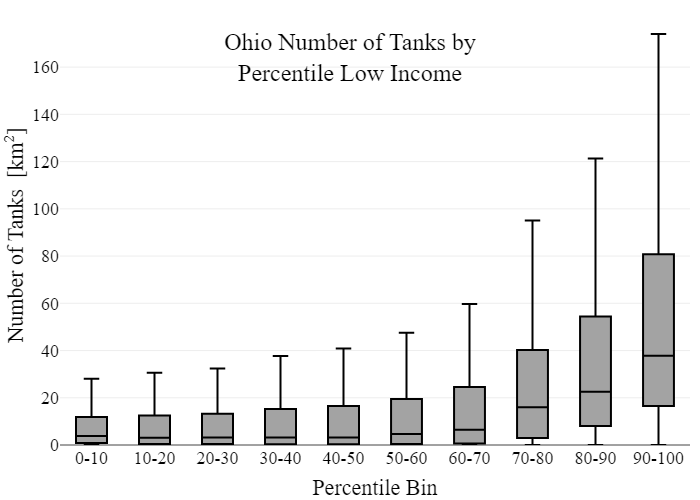 Ohio Number of Tanks by
Percentile Low Income
Number of Tanks [km²]
160
140
120
100
80
60
40
20
0
0-10 10-20 20-30 30-40 40-50 50-60 60-70 70-80 80-90 90-100
Percentile Bin